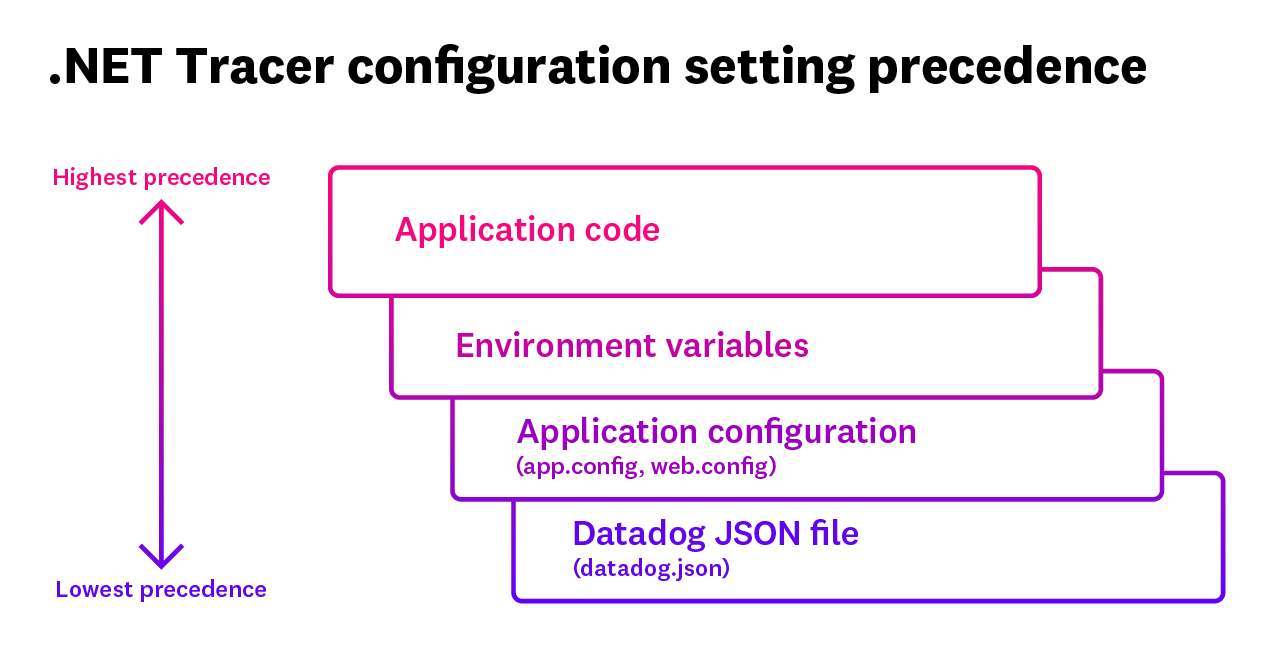 .NET Tracer configuration setting precedence
Highest precedence
Application code
Environment variables
Application configuration
(app.config, web.config)
Datadog JSON file
(datadog.json)
Lowest precedence